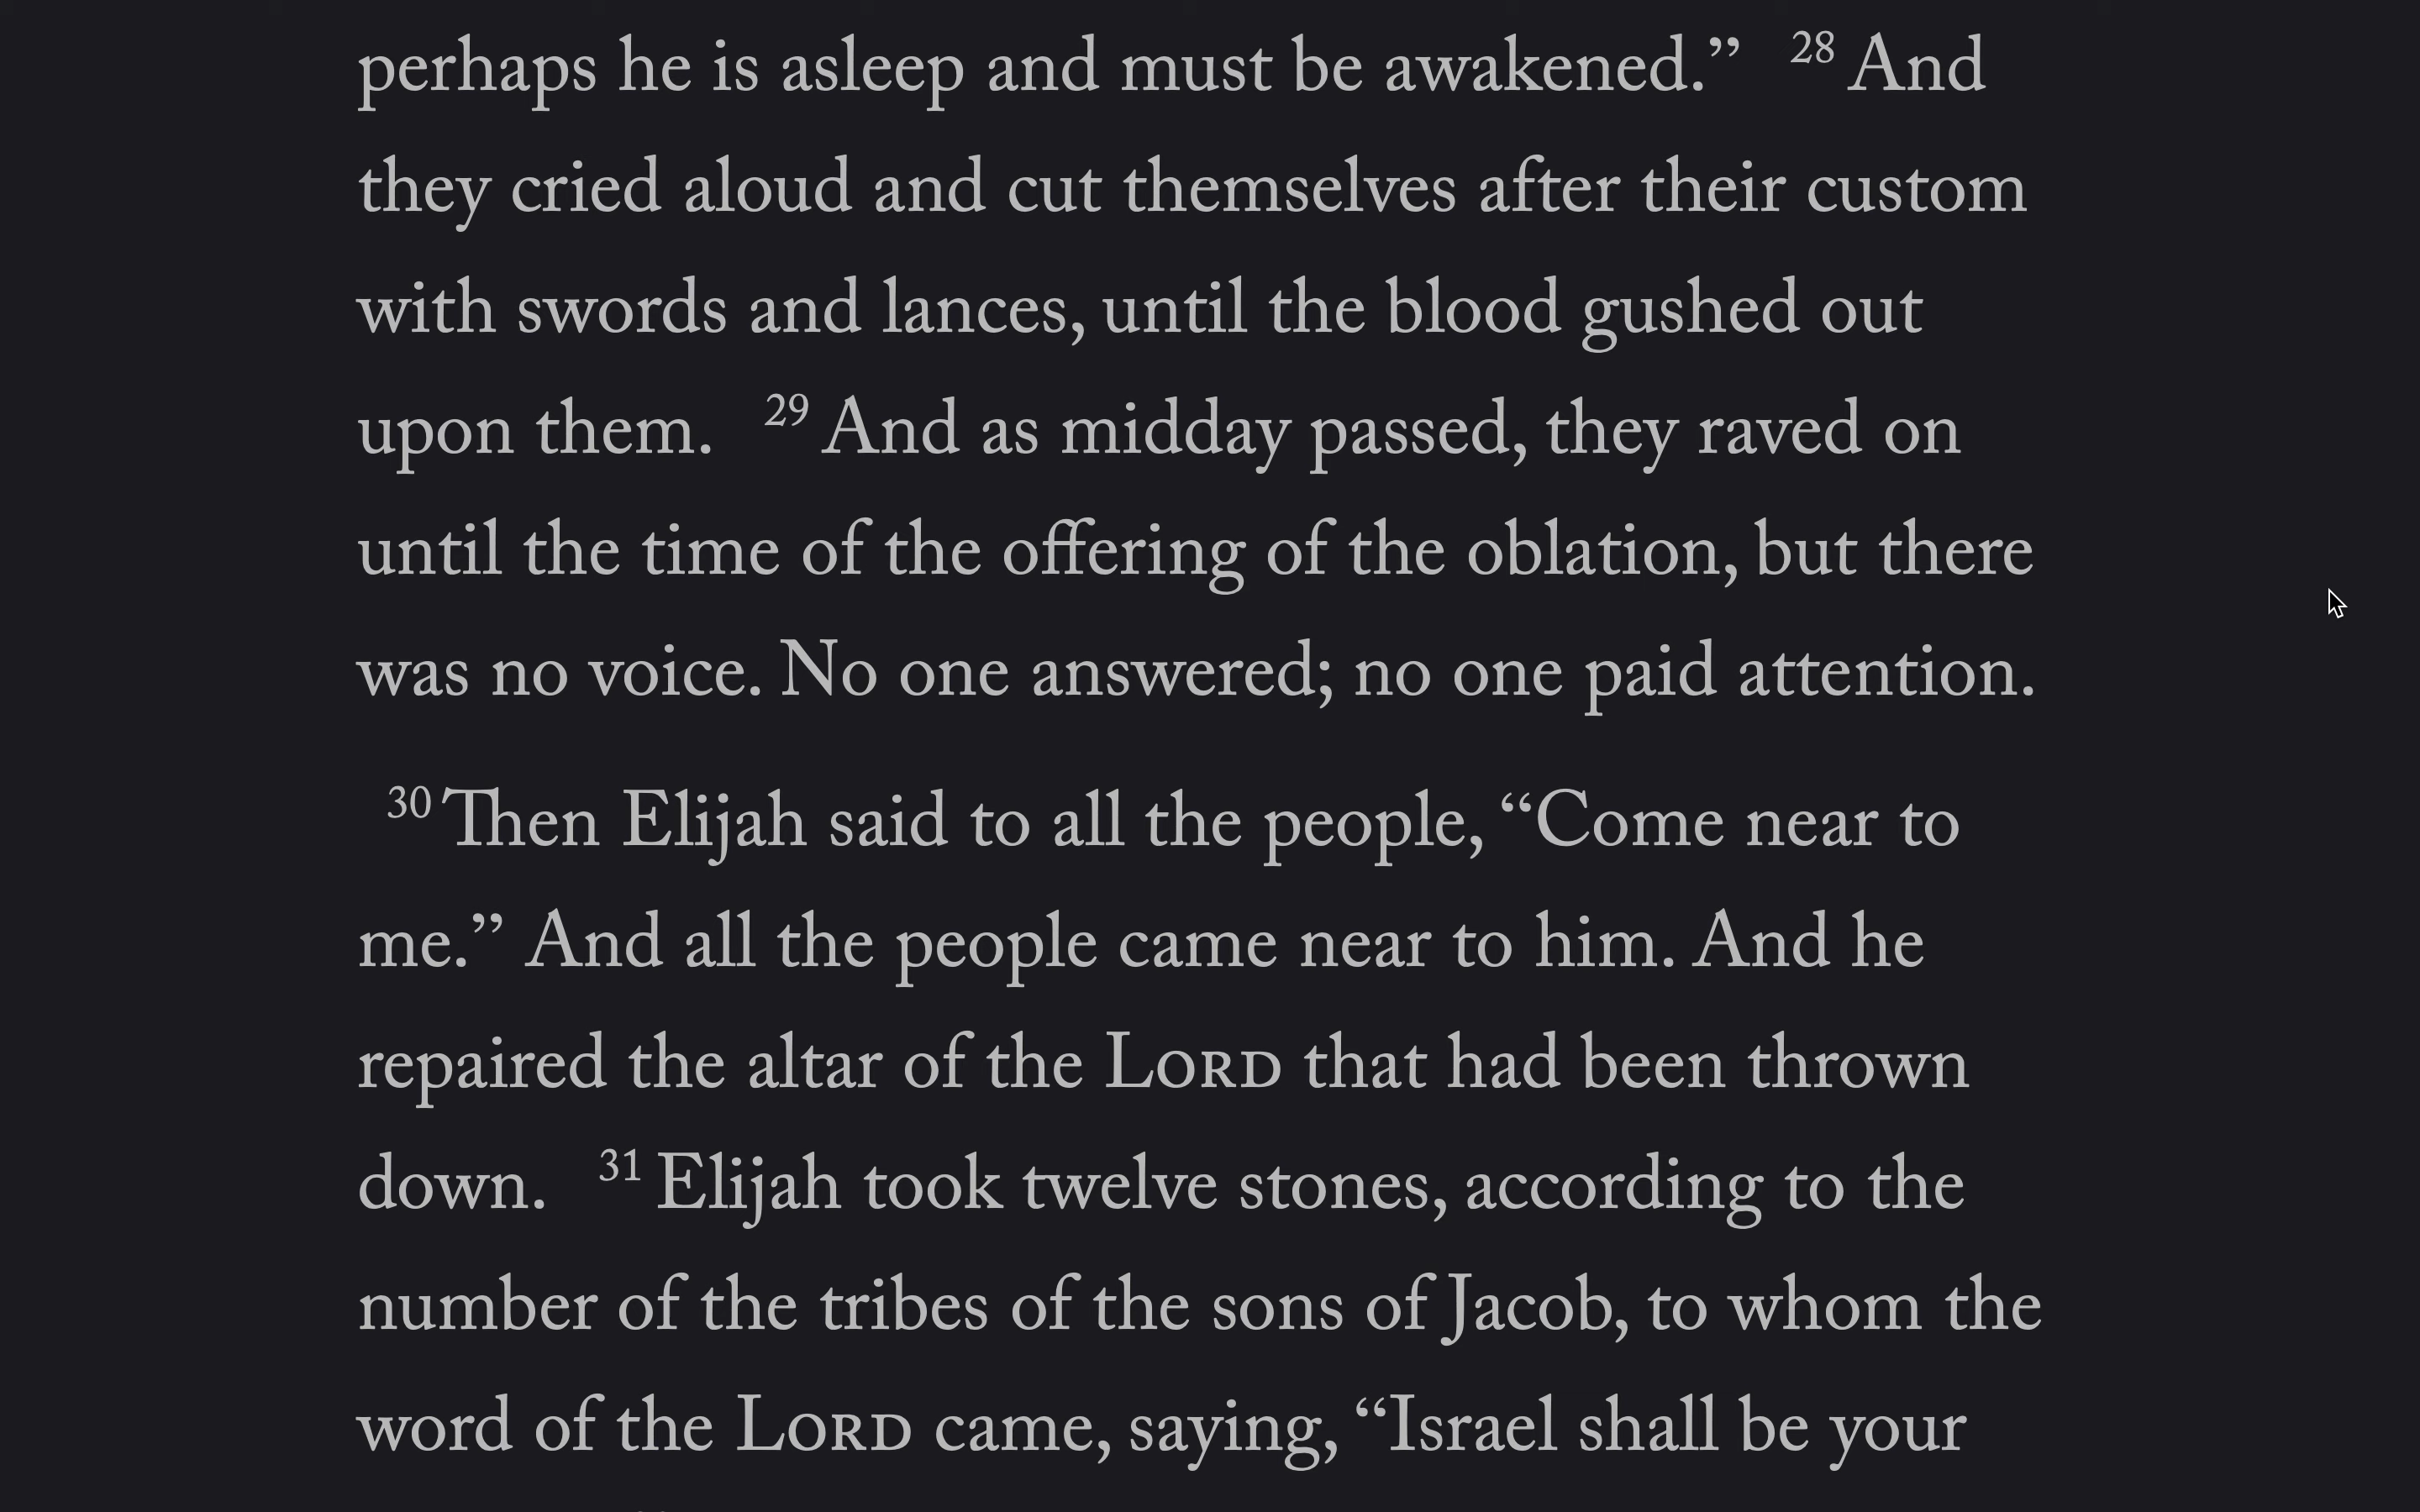 perhaps he is asleep and must be awakened.” 28 And
they cried aloud and cut themselves after their custom
with swords and lances, until the blood gushed out
upon them. 29 And as midday passed, they raved on
until the time of the offering of the oblation, but there
was no voice. No one answered; no one paid attention.
30 Then Elijah said to all the people, “Come near to
me.” And all the people came near to him. And he
repaired the altar of the LORD that had been thrown
down. 31 Elijah took twelve stones, according to the
number of the tribes of the sons of Jacob, to whom the
word of the LORD came, saying, “Israel shall be your